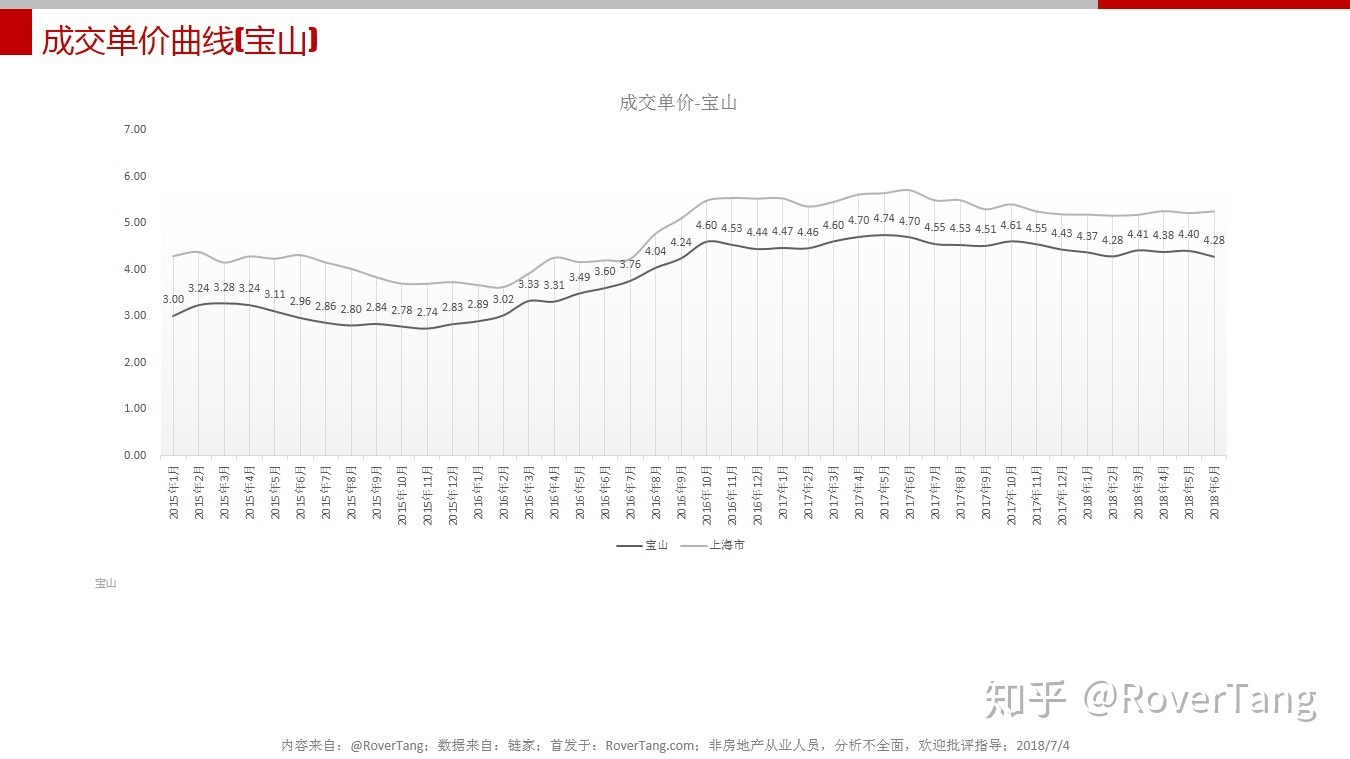 成交单价曲线(宝山)
成交单价-宝山
7.00
6.00
5.00
4.00
3.00
2.00
1.00
0.00
3.00 3.24 3.28 3.24 3.11 2.96 2.86 2.80 2.84 2.78 2.74 2.83 2.89 3.02 3.33 3.31 3.49 3.60 3.76 4.04 4.24 4.60 4.53 4.44 4.47 4.46 4.60 4.70 4.74 4.70 4.55 4.53 4.51 4.61 4.55 4.43 4.37 4.28 4.41 4.38 4.40 4.28
2015年1月
2015年2月
2015年3月
2015年4月
2015年5月
2015年6月
2015年7月
2015年8月
2015年9月
2015年10月
2015年11月
2015年12月
2016年1月
2016年2月
2016年3月
2016年4月
2016年5月
2016年6月
2016年7月
2016年8月
2016年9月
2016年10月
2016年11月
2016年12月
2017年1月
2017年2月
2017年3月
2017年4月
2017年5月
2017年6月
2017年7月
2017年8月
2017年9月
2017年10月
2017年11月
2017年12月
2018年1月
2018年2月
2018年3月
2018年4月
2018年5月
2018年6月
宝山 上海市
宝山
知乎 @RoverTang
内容来自：@RoverTang；数据来自：链家；首发于：RoverTang.com；非房地产从业人员，分析不全面，欢迎批评指导；2018/7/4